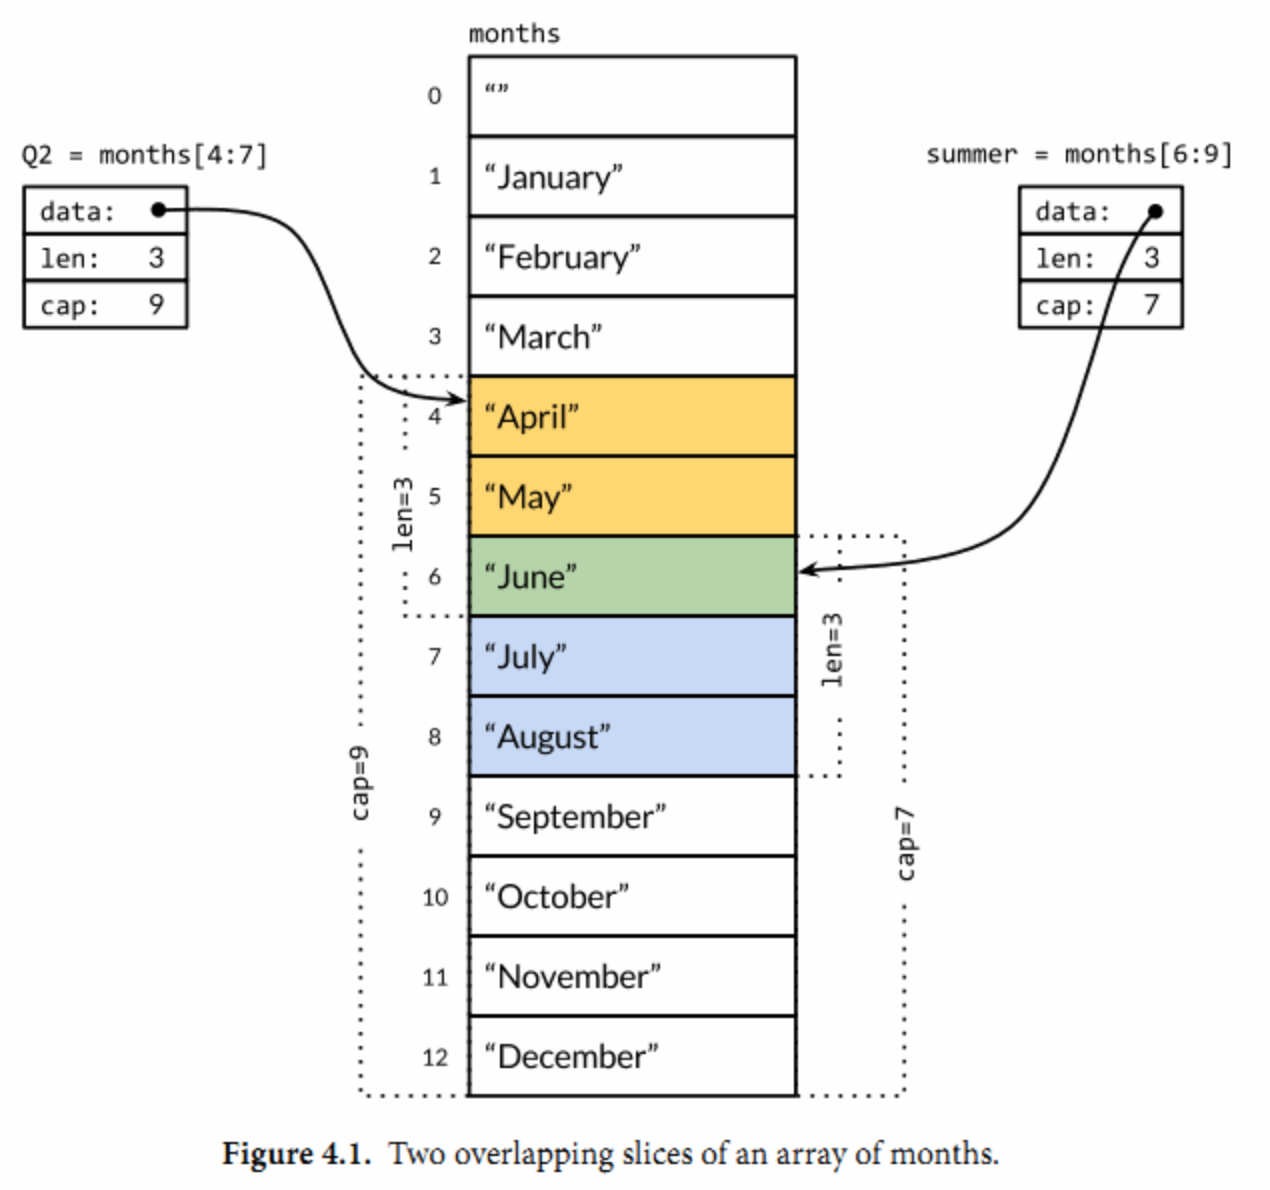 months
0 “”
Q2 = months[4:7]
summer = months[6:9]
1 “January”
data:
data:
2 “February”
len: 3
len: 3
cap: 9
cap: 7
3 “March”
4 “April”
5 “May”
len=3
6 “June”
7 “July”
len=3
8 “August”
cap=9
9 “September”
cap=7
10 “October”
11 “November”
12 “December”
Figure 4.1. Two overlapping slices of an array of months.